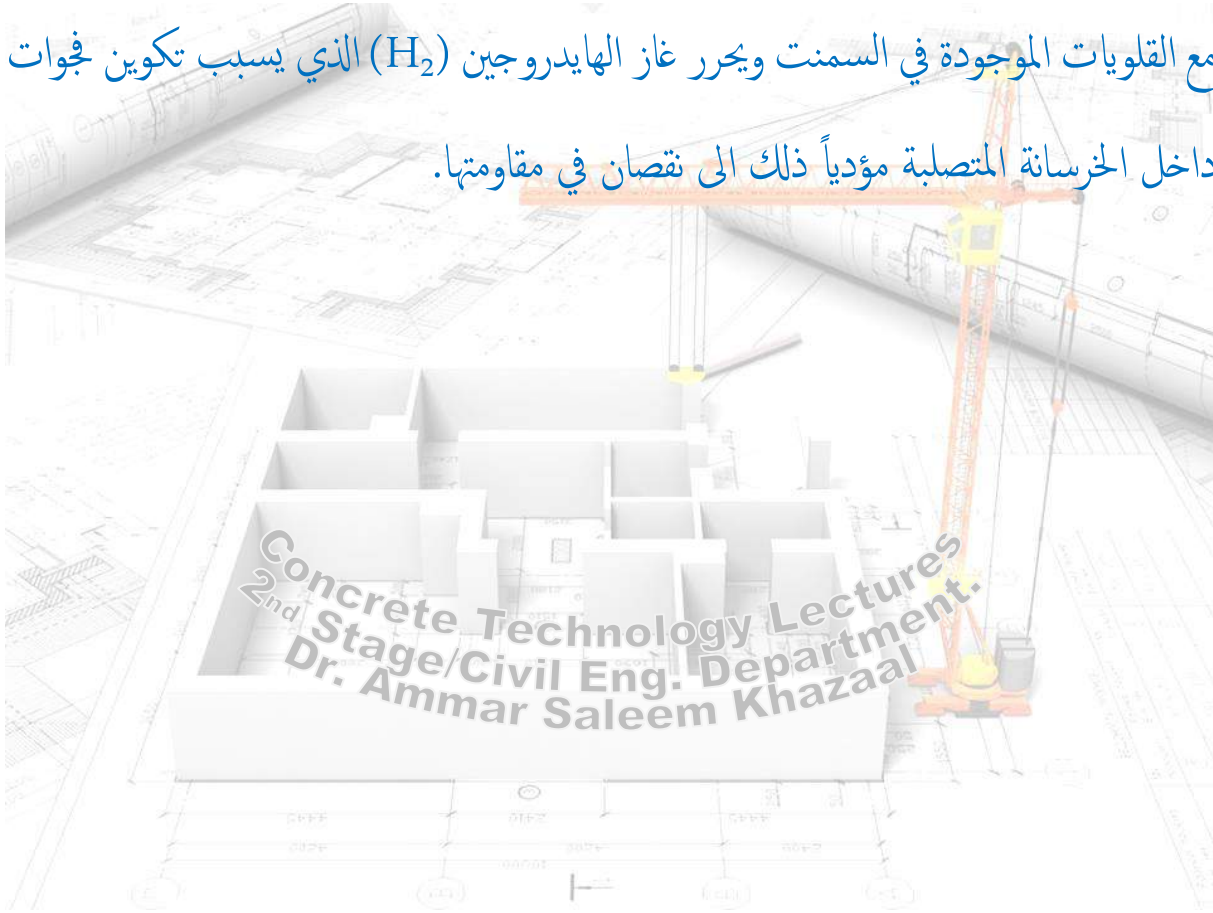 مع القلويات الموجودة في السمنت ويحرر غاز الهايدروجين (H₂) الذي يسبب تكوين فجوات
داخل الخرسانة المتصلبة مؤدياً ذلك الى نقصان في مقاومتها.
Concrete Technology Lectures
2nd Stage/Civil Eng. Department.
Dr. Ammar Saleem Khazaal